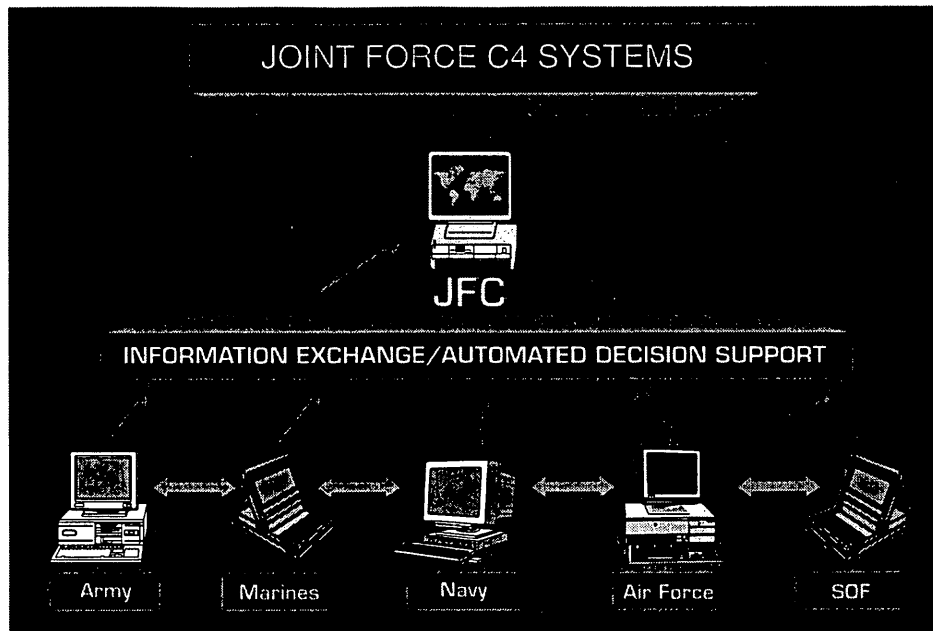 JOINT FORCE C4 SYSTEMS
JFC
INFORMATION EXCHANGE/AUTOMATED DECISION SUPPORT
Army
Marines
Navy
Air Force
SOF